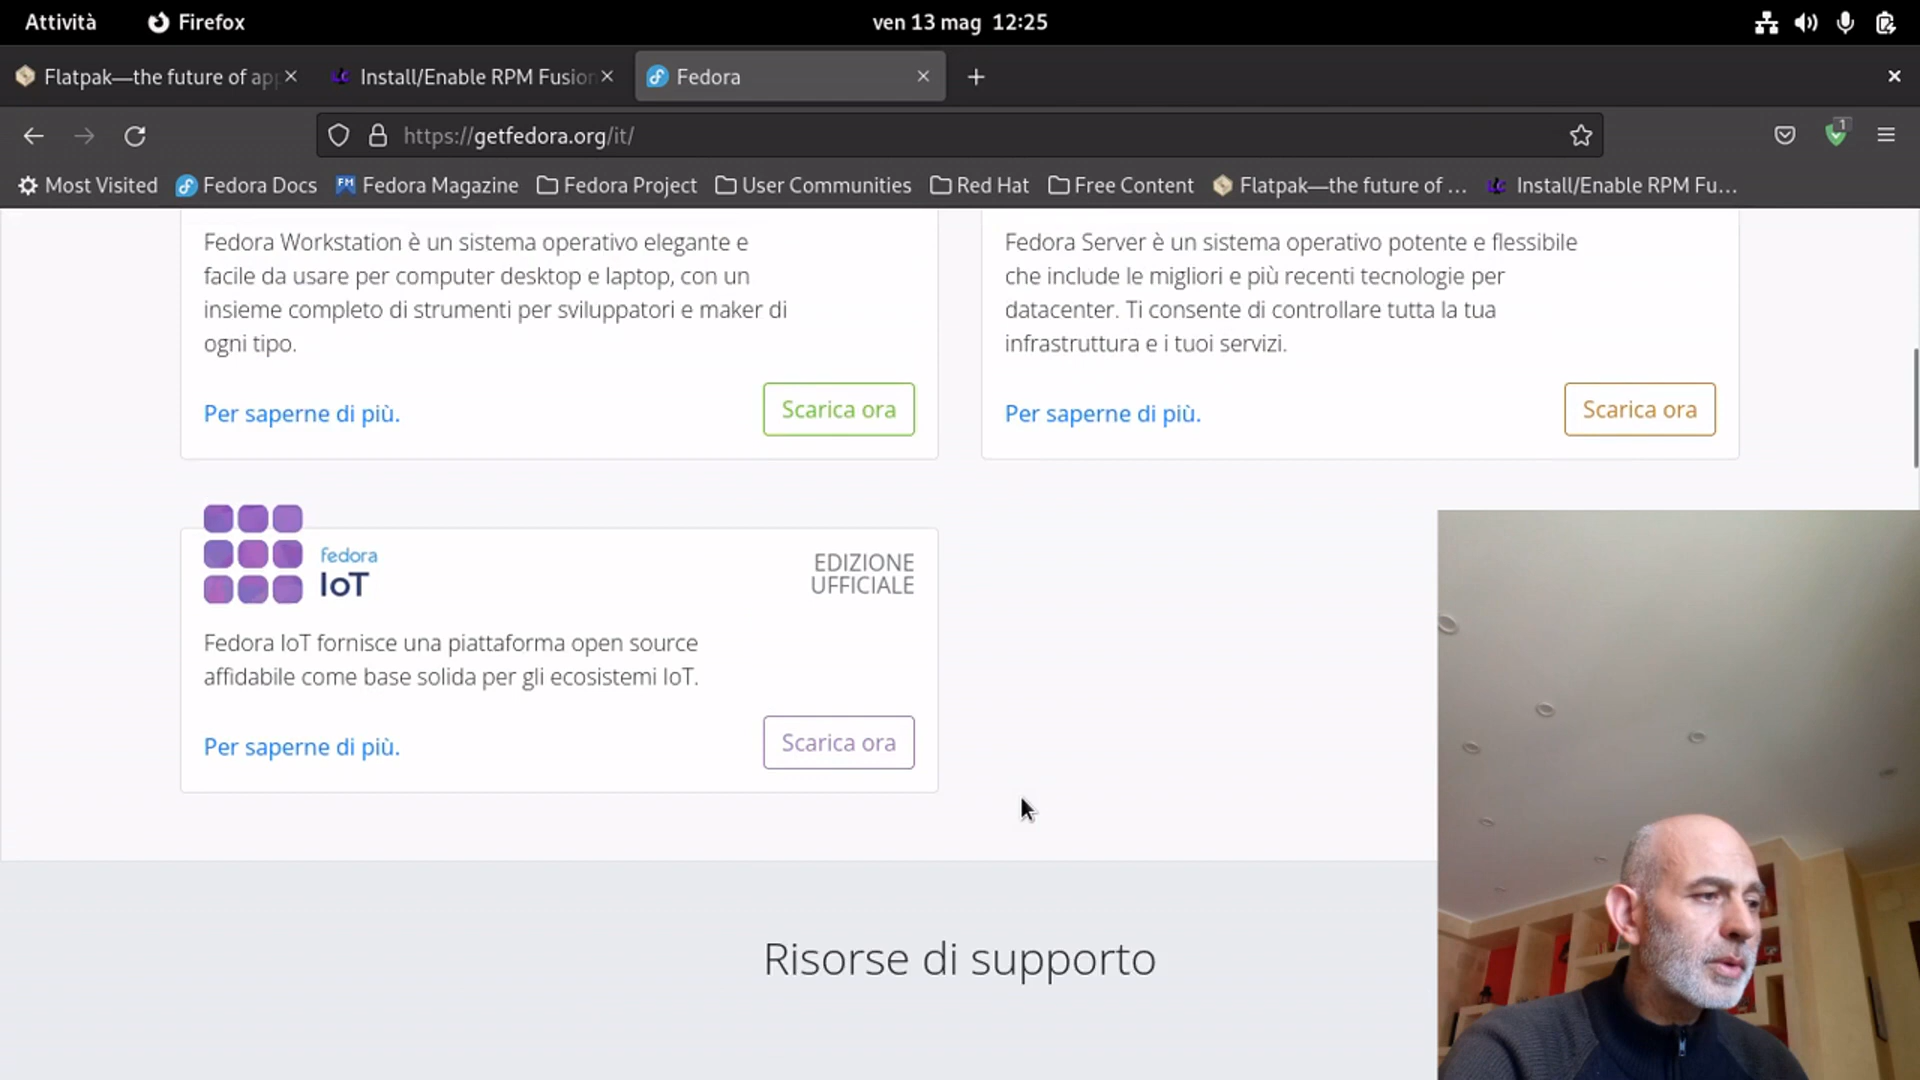 Attività Firefox ven 13 mag 12:25
Flatpak—the future of app Install/Enable RPM Fusion Fedora
https://getfedora.org/it/ 1
Most Visited Fedora Docs Fedora Magazine Fedora Project User Communities Red Hat Free Content Flatpak—the future of ... Install/Enable RPM Fu...
Fedora Workstation è un sistema operativo elegante e
facile da usare per computer desktop e laptop, con un
insieme completo di strumenti per sviluppatori e maker di
ogni tipo.
Per saperne di più. Scarica ora
Fedora Server è un sistema operativo potente e flessibile
che include le migliori e più recenti tecnologie per
datacenter. Ti consente di controllare tutta la tua
infrastruttura e i tuoi servizi.
Per saperne di più. Scarica ora
fedora
IoT
EDIZIONE
UFFICIALE
Fedora IoT fornisce una piattaforma open source
affidabile come base solida per gli ecosistemi IoT.
Per saperne di più. Scarica ora
Risorse di supporto